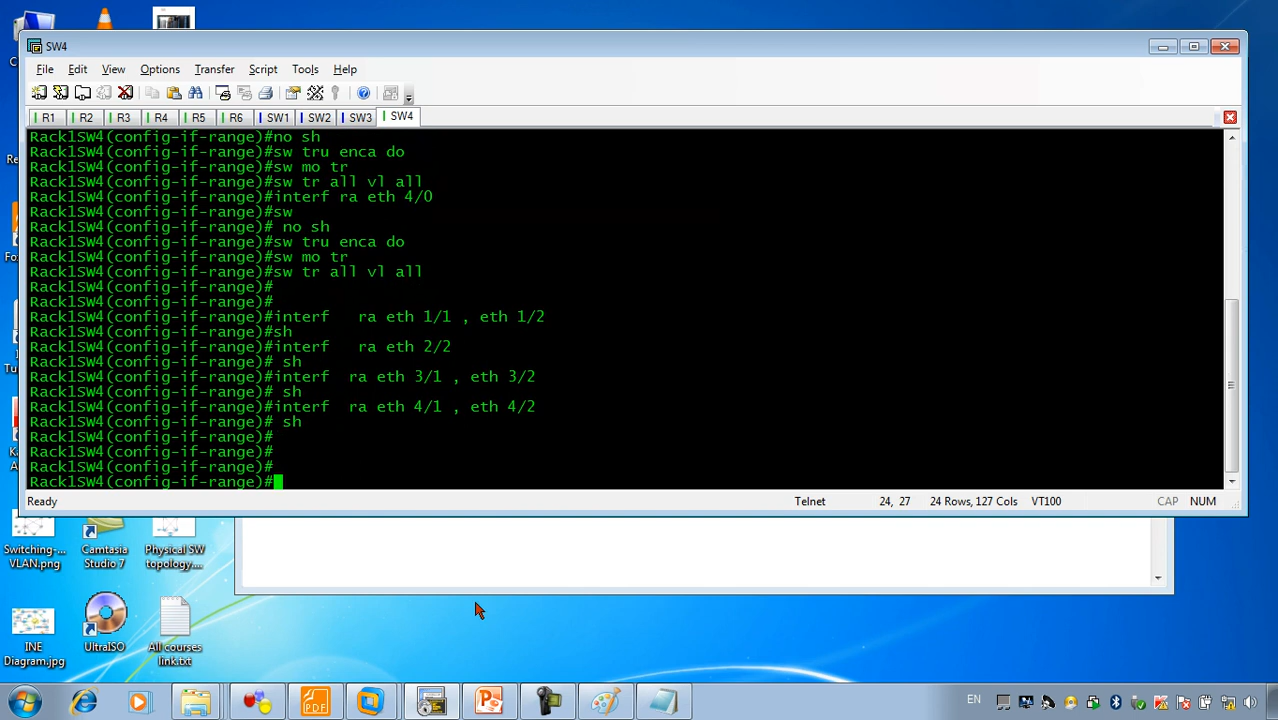 SW4
File Edit View Options Transfer Script Tools Help
R1 R2 R3 R4 R5 R6 SW1 SW2 SW3 SW4
Rack1SW4(config-if-range)#no sh
Rack1SW4(config-if-range)#sw tru enca do
Rack1SW4(config-if-range)#sw mo tr
Rack1SW4(config-if-range)#sw tr all vl all
Rack1SW4(config-if-range)#interf ra eth 4/0
Rack1SW4(config-if-range)#sw
Rack1SW4(config-if-range)# no sh
Rack1SW4(config-if-range)#sw tru enca do
Rack1SW4(config-if-range)#sw mo tr
Rack1SW4(config-if-range)#sw tr all vl all
Rack1SW4(config-if-range)#
Rack1SW4(config-if-range)#
Rack1SW4(config-if-range)#interf   ra eth 1/1 , eth 1/2
Rack1SW4(config-if-range)#sh
Rack1SW4(config-if-range)#interf   ra eth 2/2
Rack1SW4(config-if-range)# sh
Rack1SW4(config-if-range)#interf  ra eth 3/1 , eth 3/2
Rack1SW4(config-if-range)# sh
Rack1SW4(config-if-range)#interf  ra eth 4/1 , eth 4/2
Rack1SW4(config-if-range)# sh
Rack1SW4(config-if-range)#
Rack1SW4(config-if-range)#
Rack1SW4(config-if-range)#
Rack1SW4(config-if-range)#
Ready Telnet 24, 27 24 Rows, 127 Cols VT100 CAP NUM
Switching-...
VLAN.png
Camtasia
Studio 7
Physical SW
topology....
INE
Diagram.jpg
UltraISO
All courses
link.txt
PDF
EN